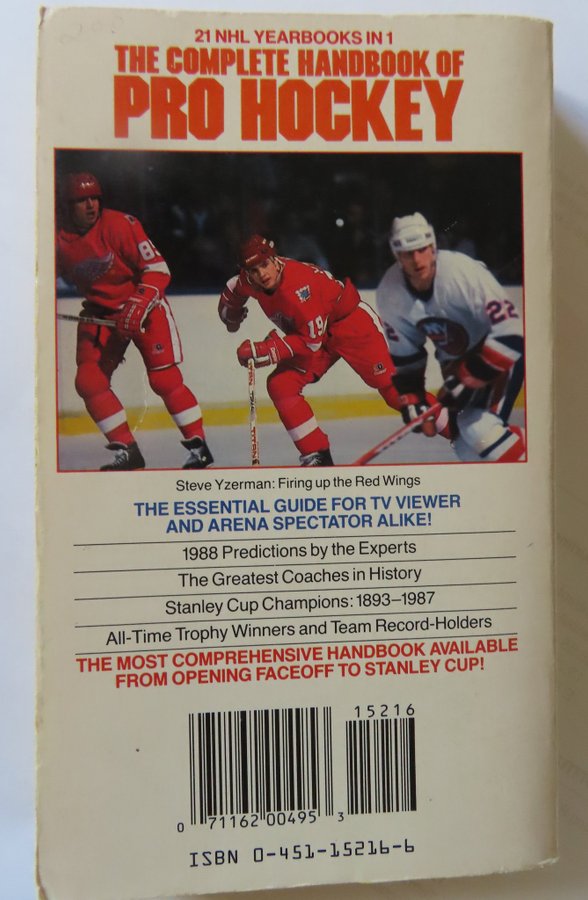 21 NHL YEARBOOKS IN 1
THE COMPLETE HANDBOOK OF
PRO HOCKEY
19
22
22
Steve Yzerman: Firing up the Red Wings
THE ESSENTIAL GUIDE FOR TV VIEWER
AND ARENA SPECTATOR ALIKE!
1988 Predictions by the Experts
The Greatest Coaches in History
Stanley Cup Champions: 1893–1987
All-Time Trophy Winners and Team Record-Holders
THE MOST COMPREHENSIVE HANDBOOK AVAILABLE
FROM OPENING FACEOFF TO STANLEY CUP!
15216
0 71162 00495 3
ISBN 0-451-15216-6